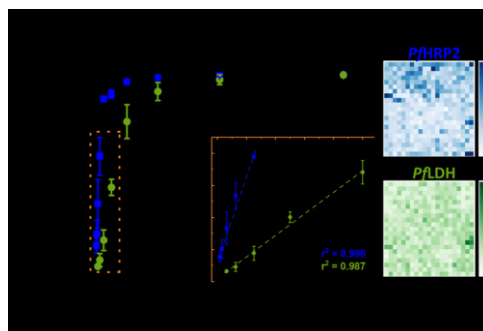 PfHRP2
PfLDH
r² = 0.996
r² = 0.987